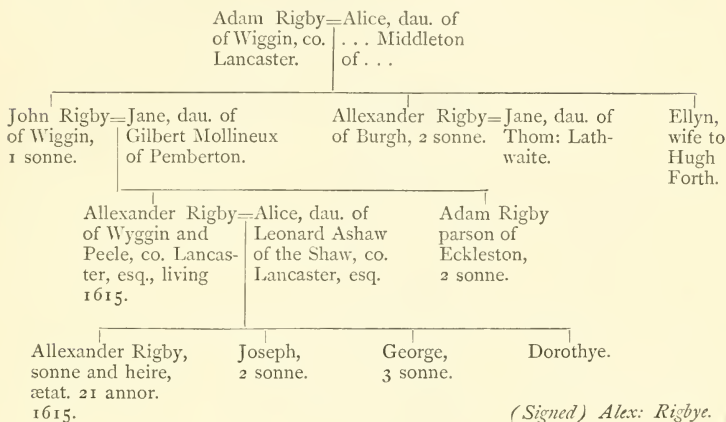 Adam Rigby=Alice, dau. of
of Wiggin, co. . . . Middleton
Lancaster. of . . .
John Rigby=Jane, dau. of
of Wiggin, Gilbert Mollineux
1 sonne. of Pemberton.
Alexander Rigby=Jane, dau. of
of Burgh, 2 sonne. Thom: Lath-
waite.
Ellyn,
wife to
Hugh
Forth.
Allexander Rigby=Alice, dau. of
of Wyggin and Leonard Ashaw
Peele, co. Lancas- of the Shaw, co.
ter, esq., living Lancaster, esq.
1615.
Adam Rigby
parson of
Eckleston,
2 sonne.
Allexander Rigby,
sonne and heire,
ætat. 21 annor.
1615.
Joseph,
2 sonne.
George,
3 sonne.
Dorothye.
(Signed) Alex: Rigbye.